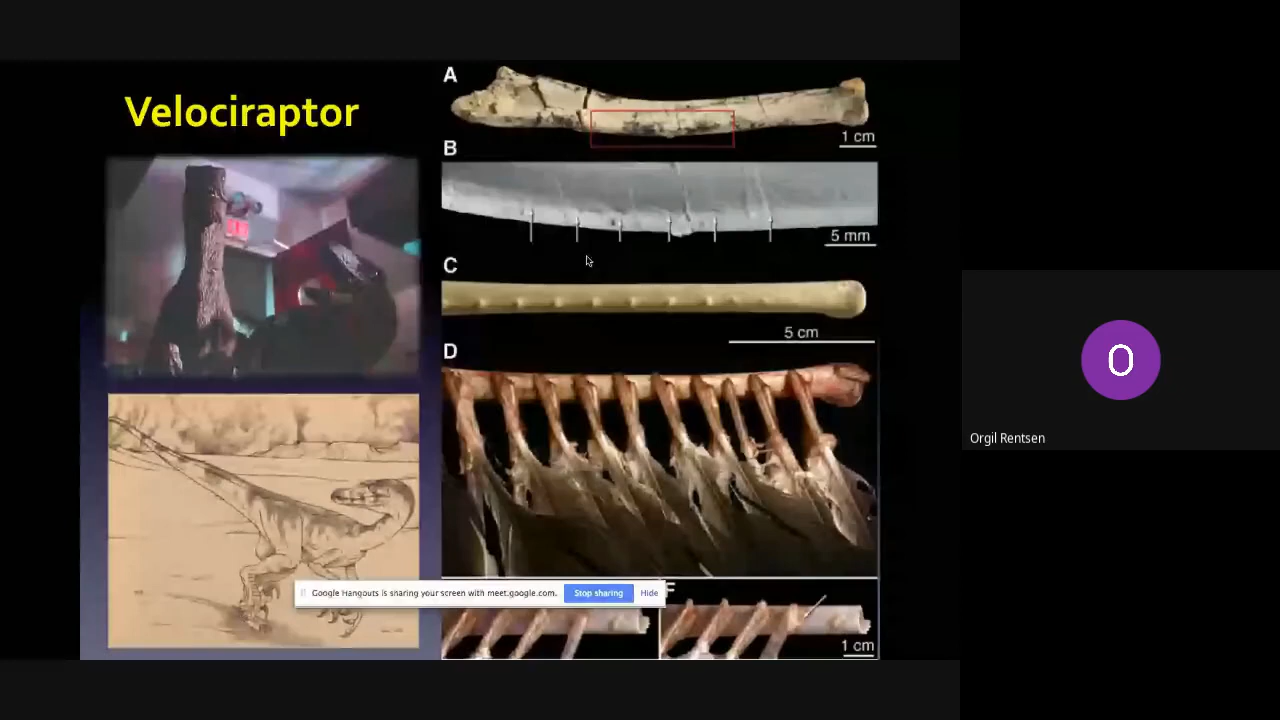 Velociraptor
A
1 cm
B
5 mm
C
5 cm
D
F
1 cm
Google Hangouts is sharing your screen with meet.google.com.
Stop sharing
Hide
O
Orgil Rentsen